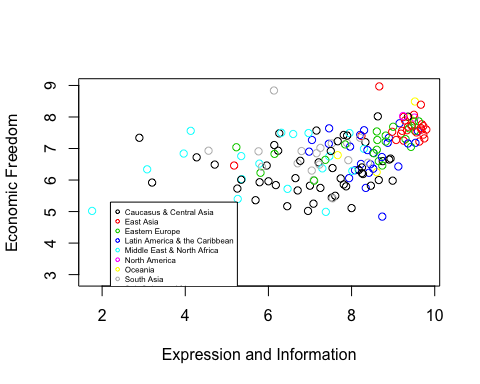 Economic Freedom
9
8
7
6
5
4
3
Caucasus & Central Asia
East Asia
Eastern Europe
Latin America & the Caribbean
Middle East & North Africa
North America
Oceania
South Asia
2 4 6 8 10
Expression and Information